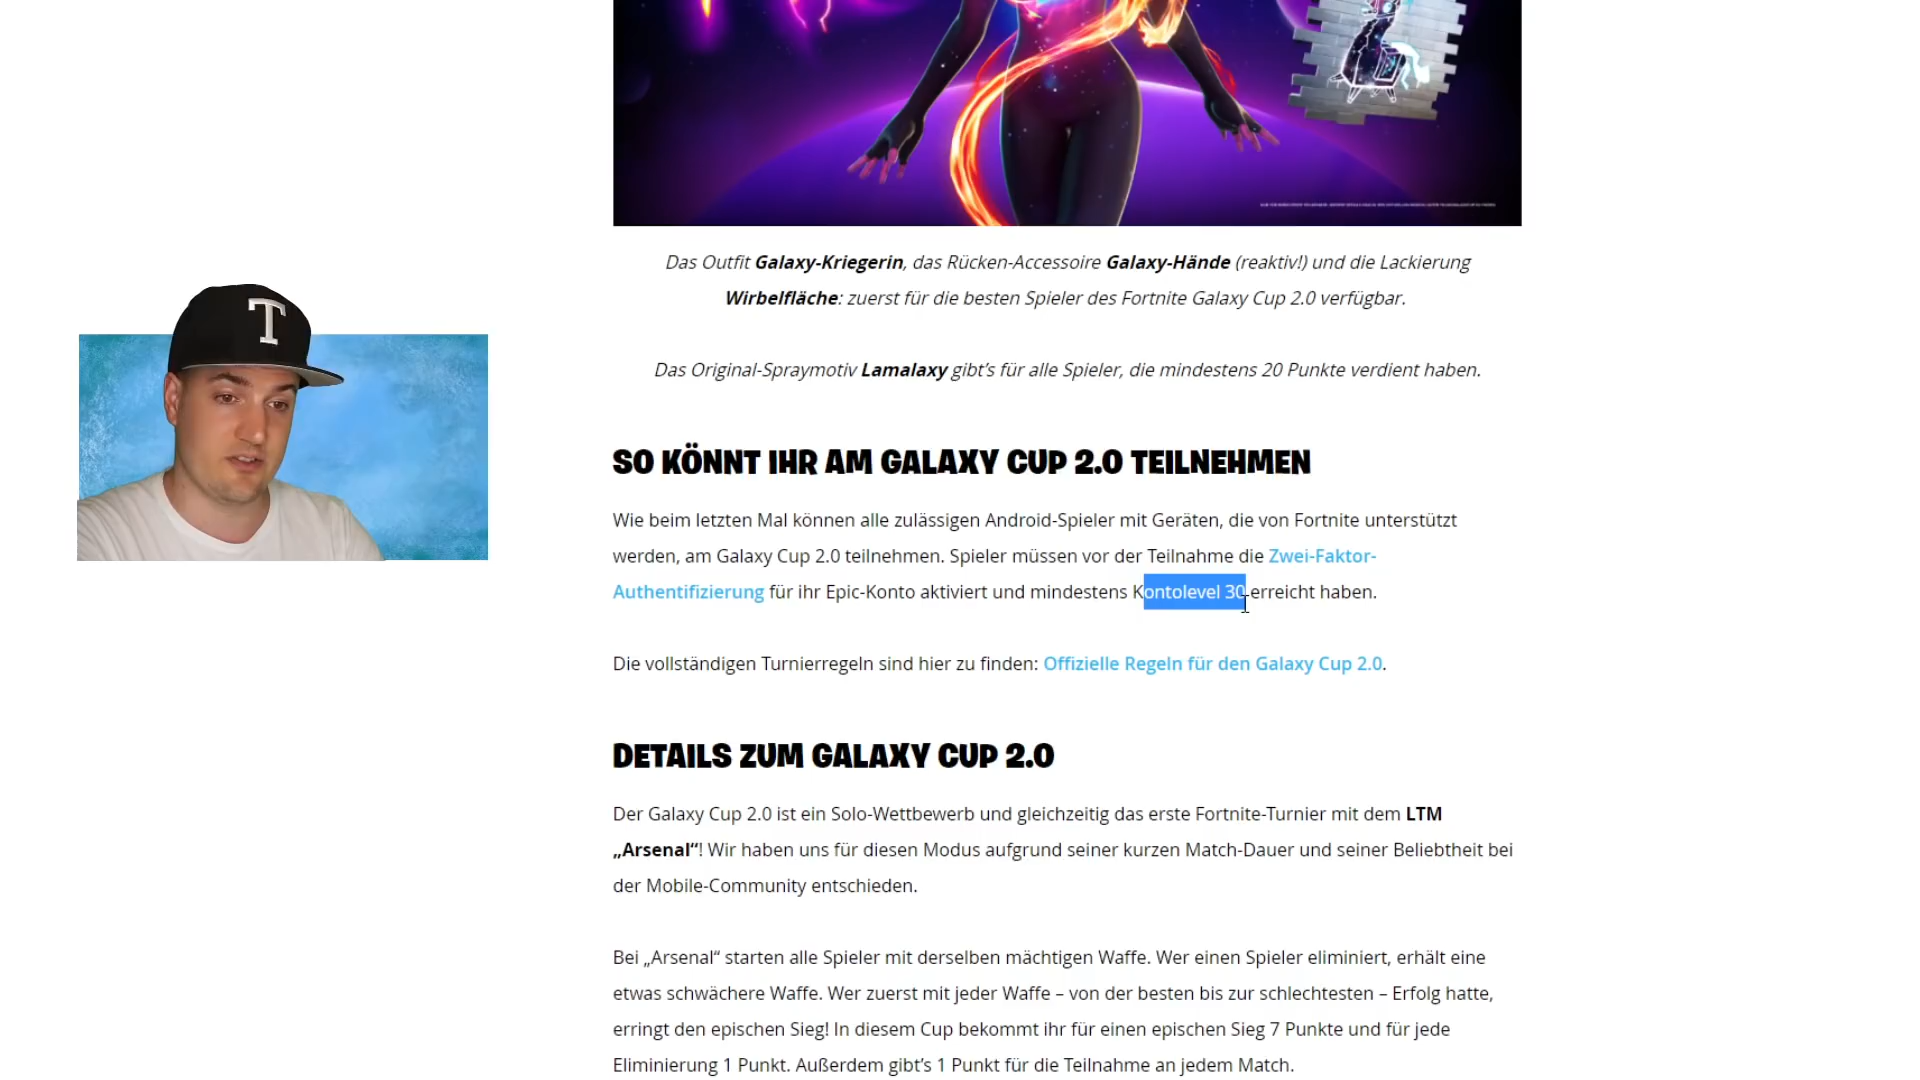 Das Outfit Galaxy-Kriegerin, das Rücken-Accessoire Galaxy-Hände (reaktiv!) und die Lackierung
Wirbelfläche: zuerst für die besten Spieler des Fortnite Galaxy Cup 2.0 verfügbar.
Das Original-Spraymotiv Lamalaxy gibt’s für alle Spieler, die mindestens 20 Punkte verdient haben.
T
SO KÖNNT IHR AM GALAXY CUP 2.0 TEILNEHMEN
Wie beim letzten Mal können alle zulässigen Android-Spieler mit Geräten, die von Fortnite unterstützt
werden, am Galaxy Cup 2.0 teilnehmen. Spieler müssen vor der Teilnahme die Zwei-Faktor-
Authentifizierung für ihr Epic-Konto aktiviert und mindestens Kontolevel 30 erreicht haben.
Die vollständigen Turnierregeln sind hier zu finden: Offizielle Regeln für den Galaxy Cup 2.0.
DETAILS ZUM GALAXY CUP 2.0
Der Galaxy Cup 2.0 ist ein Solo-Wettbewerb und gleichzeitig das erste Fortnite-Turnier mit dem LTM
„Arsenal“! Wir haben uns für diesen Modus aufgrund seiner kurzen Match-Dauer und seiner Beliebtheit bei
der Mobile-Community entschieden.
Bei „Arsenal“ starten alle Spieler mit derselben mächtigen Waffe. Wer einen Spieler eliminiert, erhält eine
etwas schwächere Waffe. Wer zuerst mit jeder Waffe – von der besten bis zur schlechtesten – Erfolg hatte,
erringt den epischen Sieg! In diesem Cup bekommt ihr für einen epischen Sieg 7 Punkte und für jede
Eliminierung 1 Punkt. Außerdem gibt’s 1 Punkt für die Teilnahme an jedem Match.